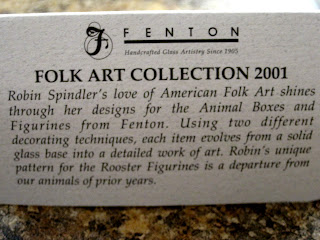 F FENTON
Handcrafted Glass Artistry Since 1905
FOLK ART COLLECTION 2001
Robin Spindler's love of American Folk Art shines
through her designs for the Animal Boxes and
Figurines from Fenton. Using two different
decorating techniques, each item evolves from a solid
glass base into a detailed work of art. Robin's unique
pattern for the Rooster Figurines is a departure from
our animals of prior years.